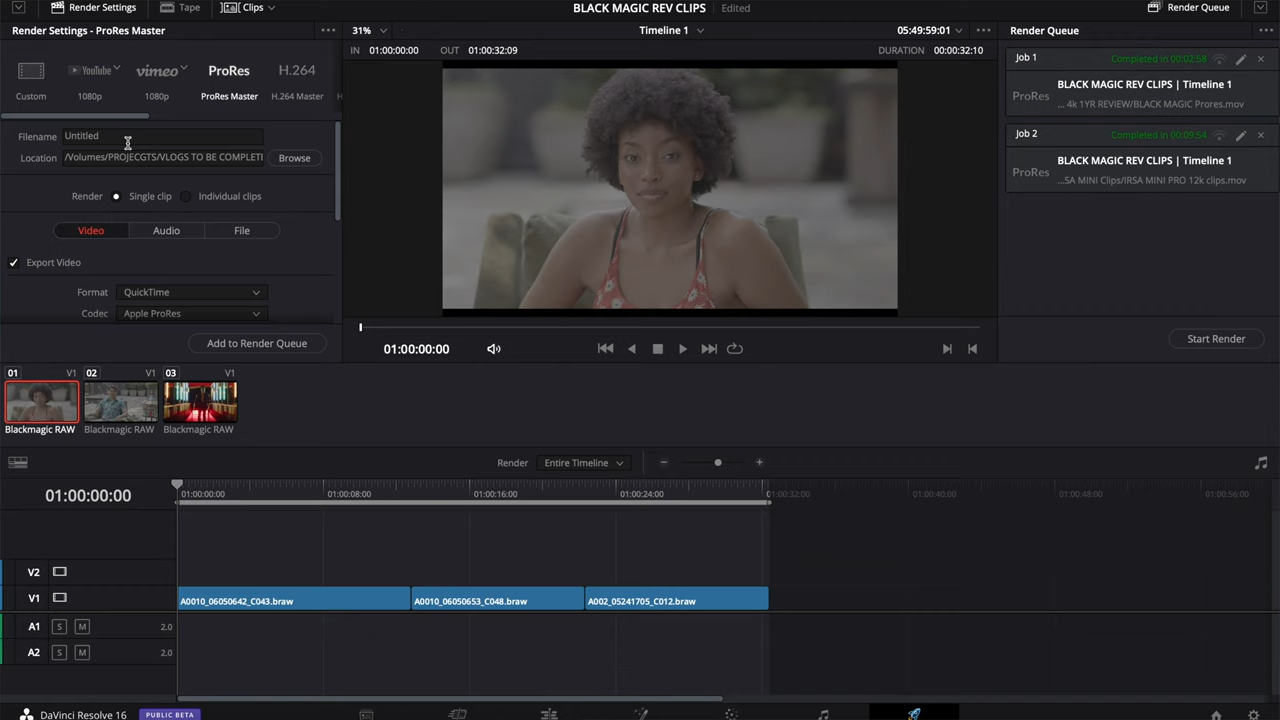 Render Settings
Tape
Clips
BLACK MAGIC REV CLIPS
Edited
Render Queue
Render Settings - ProRes Master
31%
Timeline 1
05:49:59:01
Render Queue
IN 01:00:00:00
OUT 01:00:32:09
DURATION 00:00:32:10
YouTube
vimeo
ProRes
H.264
Custom
1080p
1080p
ProRes Master
H.264 Master
H
Filename
Untitled
Location
/Volumes/PROJECGTS/VLOGS TO BE COMPLETE
Browse
Render
Single clip
Individual clips
Video
Audio
File
Export Video
Format
QuickTime
Codec
Apple ProRes
Add to Render Queue
01:00:00:00
Job 1
Completed in 00:02:58
ProRes
BLACK MAGIC REV CLIPS | Timeline 1
... 4k 1YR REVIEW/BLACK MAGIC Prores.mov
Job 2
Completed in 00:09:54
ProRes
BLACK MAGIC REV CLIPS | Timeline 1
...SA MINI Clips/IRSA MINI PRO 12k clips.mov
Start Render
01 V1
02 V1
03 V1
Blackmagic RAW
Blackmagic RAW
Blackmagic RAW
Render
Entire Timeline
01:00:00:00
01:00:00:00
01:00:08:00
01:00:16:00
01:00:24:00
01:00:32:00
01:00:40:00
01:00:48:00
01:00:56:00
V2
V1
A0010_06050642_C043.braw
A0010_06050653_C048.braw
A002_05241705_C012.braw
A1 S M 2.0
A2 S M 2.0
DaVinci Resolve 16
PUBLIC BETA